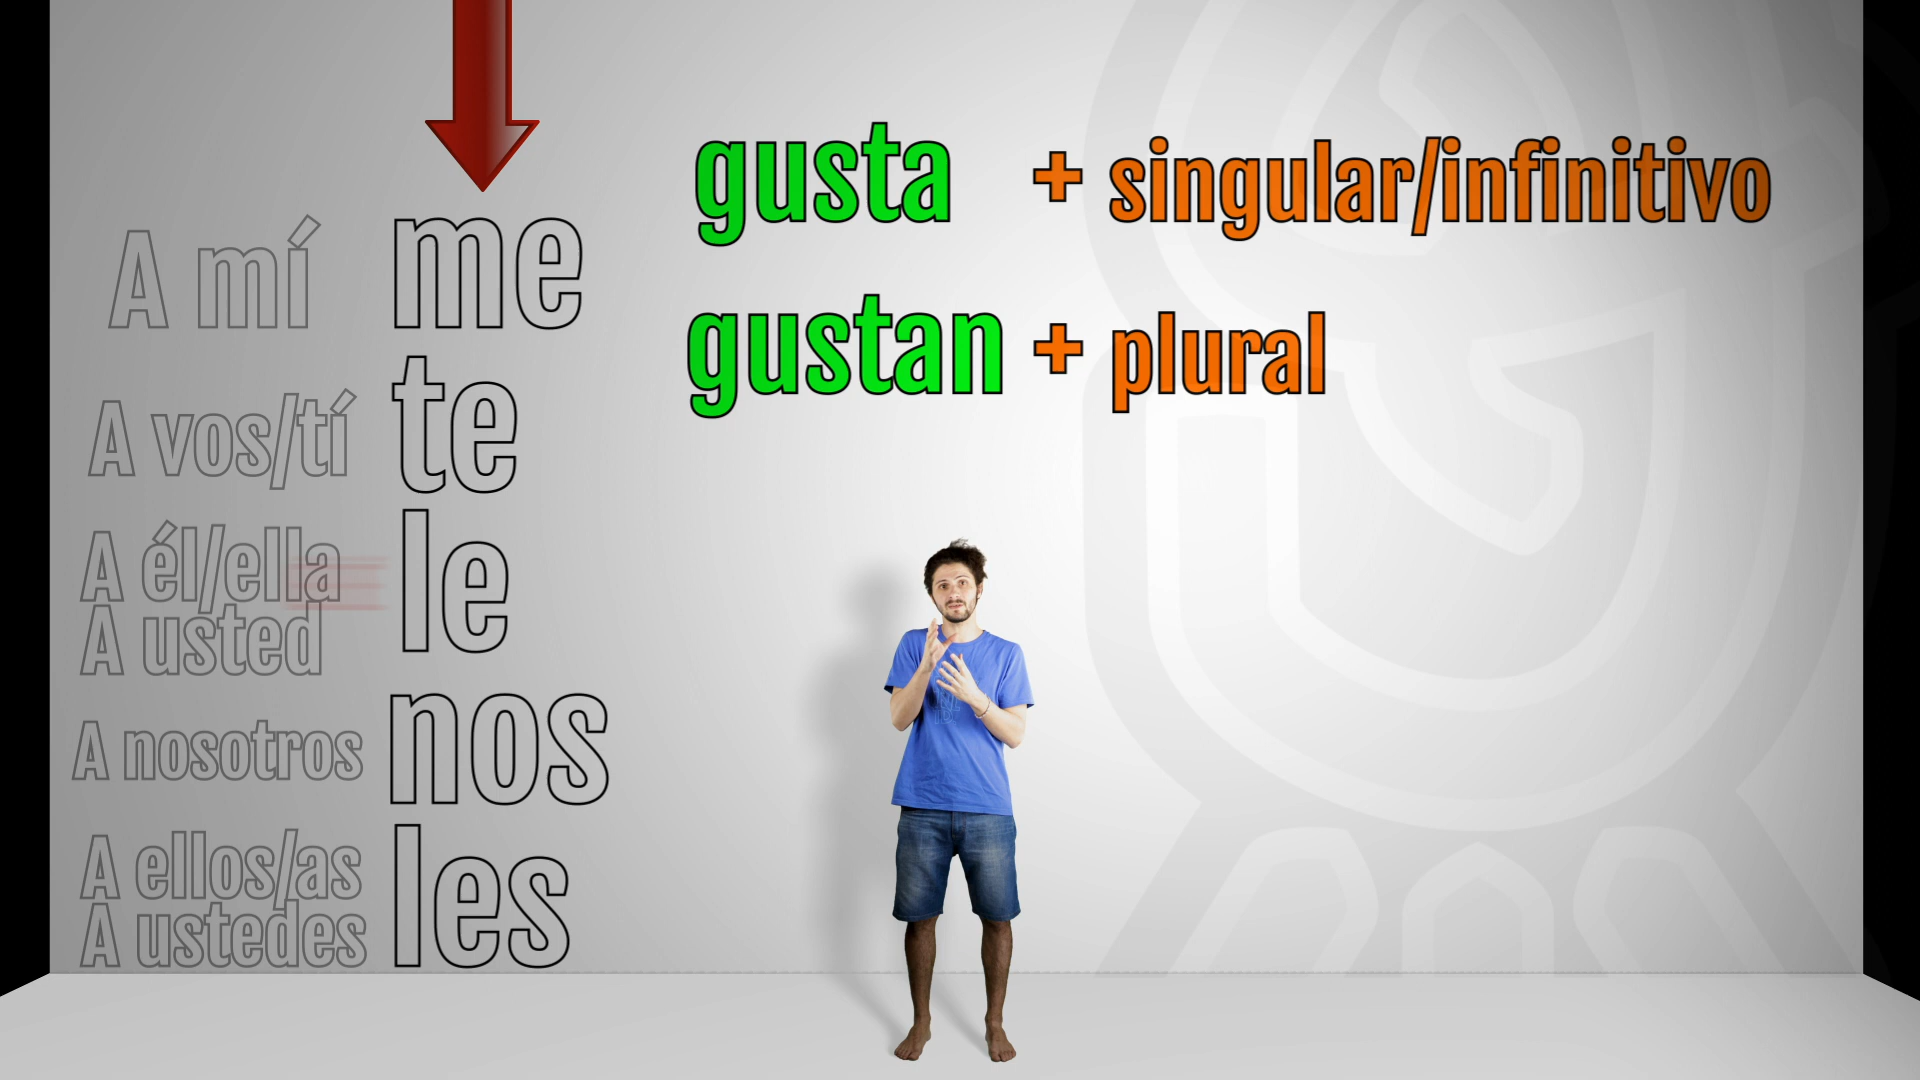 A mí me
A vos/tí te
A él/ella
A usted
le
A nosotros nos
A ellos/as
A ustedes
les
gusta + singular/infinitivo
gustan + plural